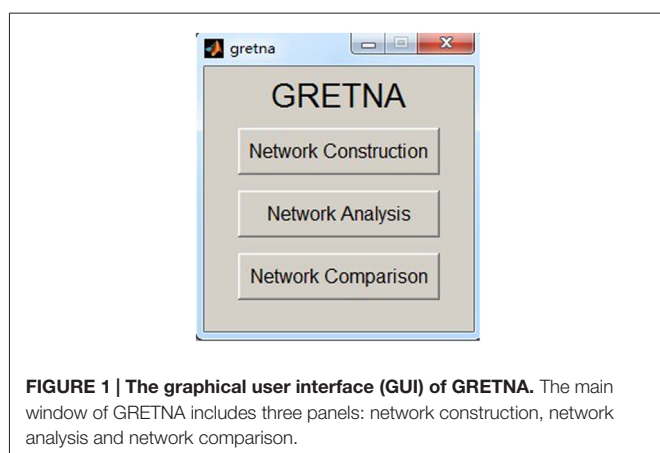 gretna
GRETNA
Network Construction
Network Analysis
Network Comparison
FIGURE 1 | The graphical user interface (GUI) of GRETNA. The main
window of GRETNA includes three panels: network construction, network
analysis and network comparison.